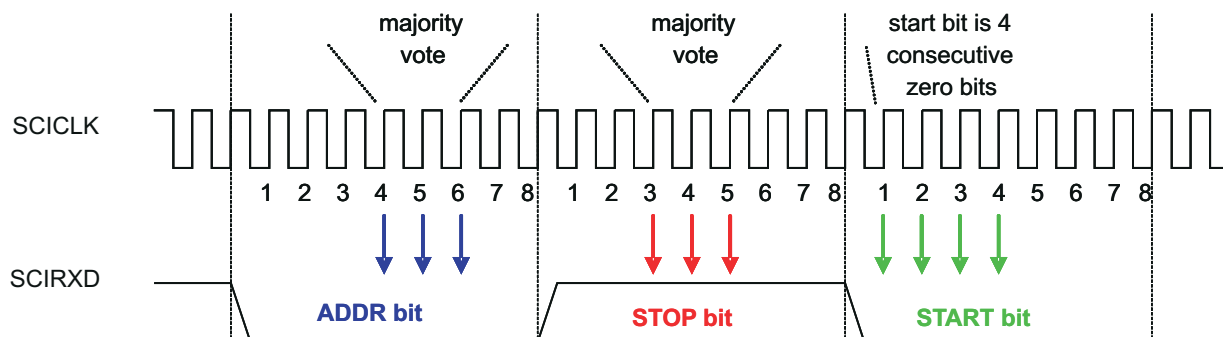 majority
vote
majority
vote
start bit is 4
consecutive
zero bits
SCICLK
1 2 3 4 5 6 7 8 1 2 3 4 5 6 7 8 1 2 3 4 5 6 7 8
SCIRXD
ADDR bit STOP bit START bit